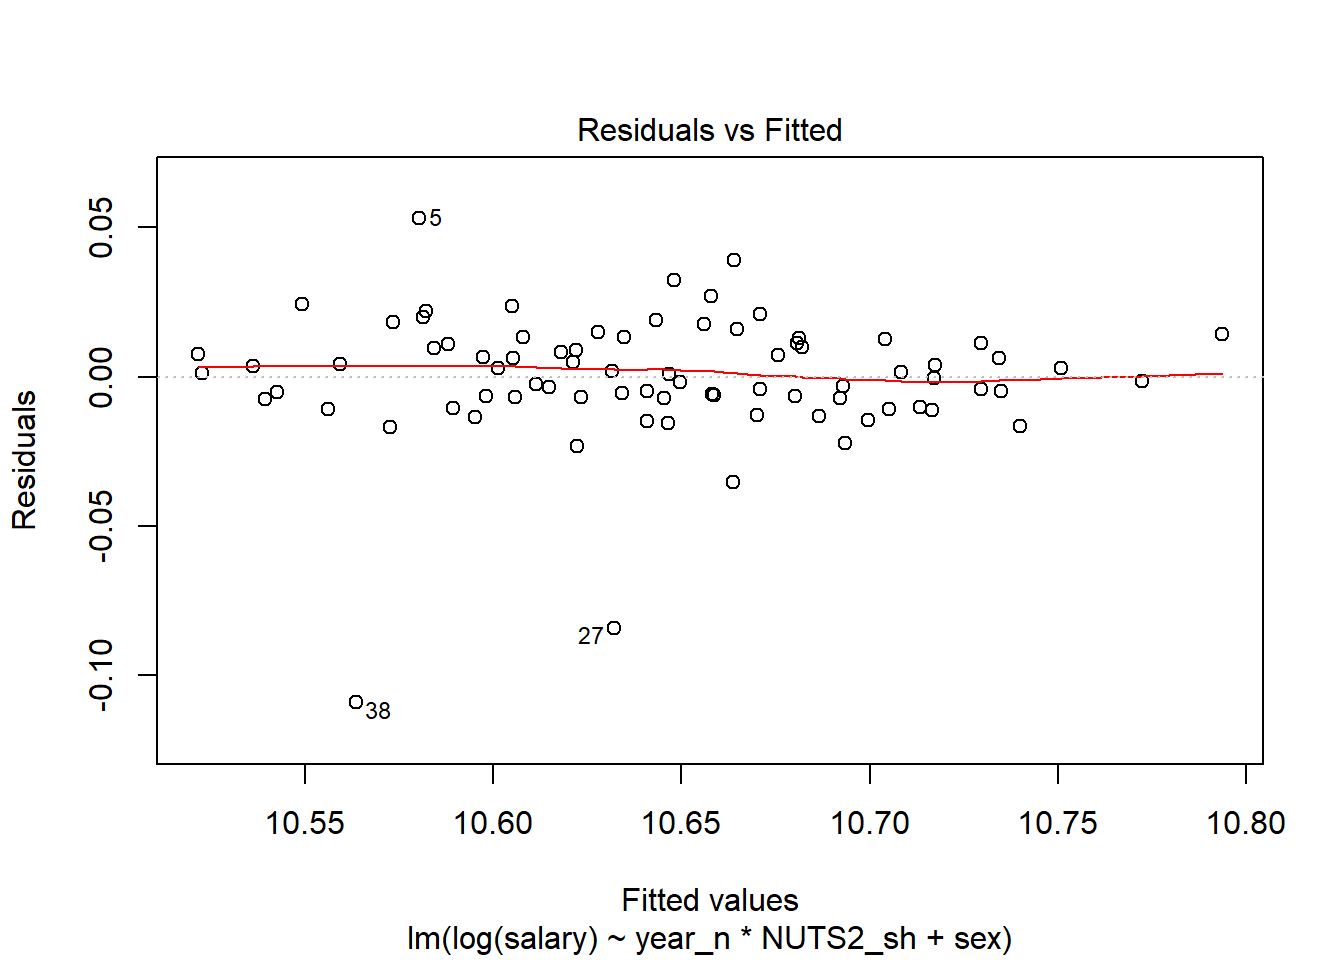 Residuals vs Fitted
Residuals
0.05
0.00
-0.05
-0.10
5
27
38
10.55 10.60 10.65 10.70 10.75 10.80
Fitted values
lm(log(salary) ~ year_n * NUTS2_sh + sex)